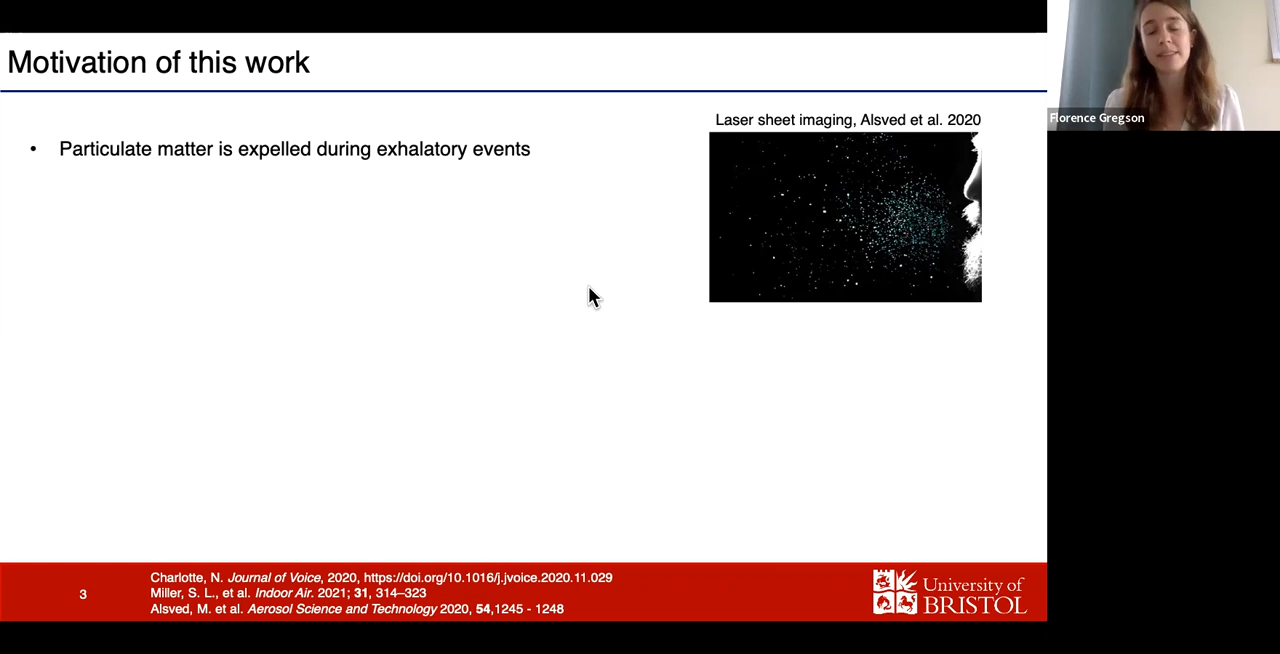 Motivation of this work
Laser sheet imaging, Alsved et al. 2020
• Particulate matter is expelled during exhalatory events
Florence Gregson
3
Charlotte, N. Journal of Voice, 2020, https://doi.org/10.1016/j.jvoice.2020.11.029
Miller, S. L., et al. Indoor Air. 2021; 31, 314–323
Alsved, M. et al. Aerosol Science and Technology 2020, 54,1245 - 1248
University of
BRISTOL